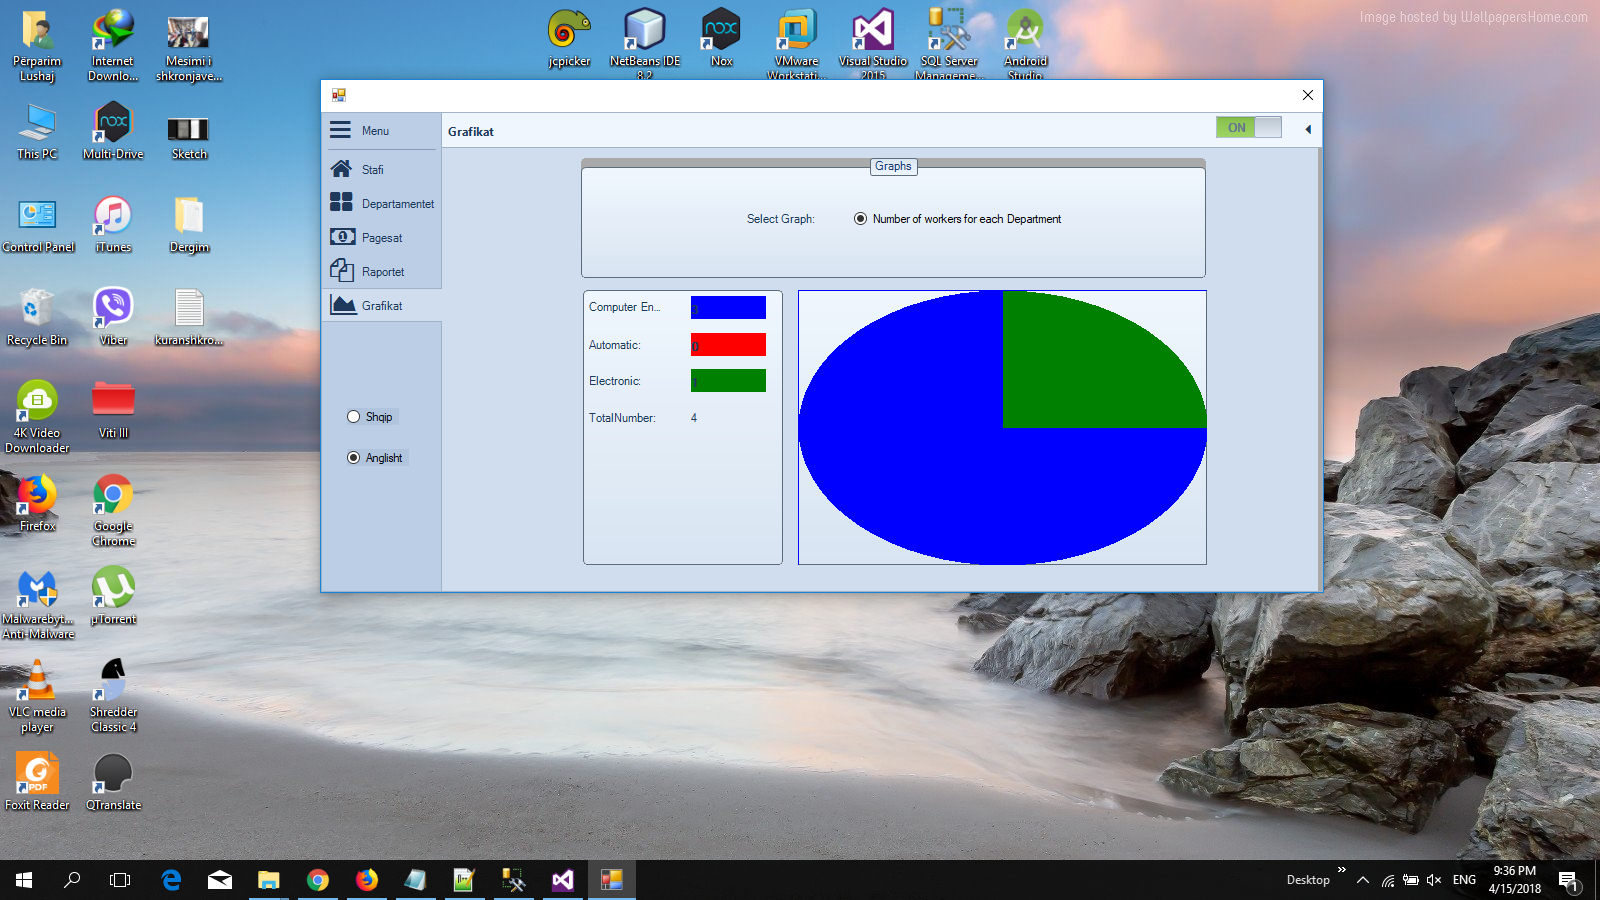 Image hosted by WallpapersHome.com
Përparim
Lushaj
Internet
Downlo...
Mesimi i
shkronjave...
jcpicker
NetBeans IDE
8.2
Nox
VMware
Workstati...
Visual Studio
2015
SQL Server
Manageme...
Android
Studio
This PC
Multi-Drive
Sketch
Control Panel
iTunes
Dergim
Recycle Bin
Viber
kuranshkro...
4K Video
Downloader
Viti III
Firefox
Google
Chrome
Malwarebyt...
Anti-Malware
µTorrent
VLC media
player
Shredder
Classic 4
Foxit Reader
QTranslate
Menu
Stafi
Departamentet
Pagesat
Raportet
Grafikat
Shqip
Anglisht
Grafikat
ON
Graphs
Select Graph:
Number of workers for each Department
Computer En...
3
Automatic:
0
Electronic:
1
TotalNumber:
4
Desktop
ENG
9:36 PM
4/15/2018
1